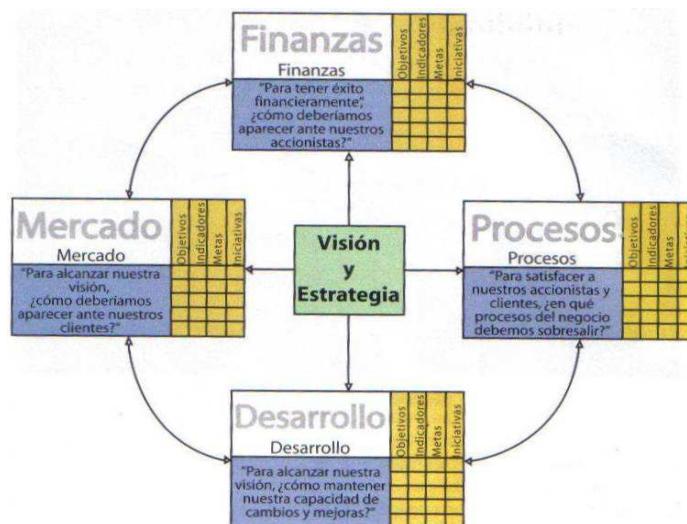 Finanzas
Finanzas
Objetivos
Indicadores
Metas
Iniciativas
"Para tener éxito
financieramente",
¿cómo deberíamos
aparecer ante nuestros
accionistas?"
Mercado
Mercado
Objetivos
Indicadores
Metas
Iniciativas
"Para alcanzar nuestra
visión,
¿cómo deberíamos
aparecer ante nuestros
clientes?"
Visión
y
Estrategia
Procesos
Procesos
Objetivos
Indicadores
Metas
Iniciativas
"Para satisfacer a
nuestros accionistas y
clientes, ¿en qué
procesos del negocio
debemos sobresalir?"
Desarrollo
Desarrollo
Objetivos
Indicadores
Metas
Iniciativas
"Para alcanzar nuestra
visión, ¿cómo mantener
nuestra capacidad de
cambios y mejoras?"